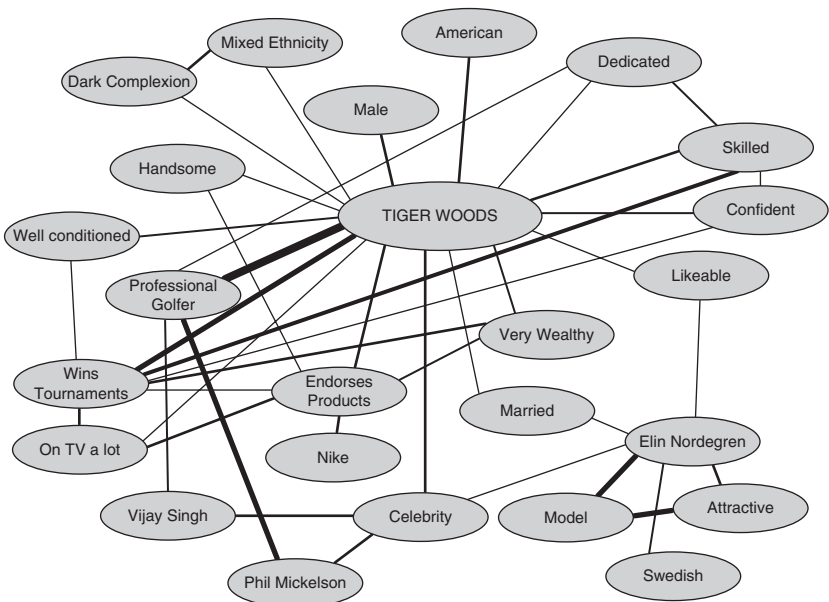 American
Mixed Ethnicity
Dedicated
Dark Complexion
Male
Skilled
Handsome
TIGER WOODS
Confident
Well conditioned
Likeable
Professional
Golfer
Very Wealthy
Wins
Tournaments
Endorses
Products
Married
On TV a lot
Elin Nordegren
Nike
Vijay Singh
Celebrity
Model
Attractive
Phil Mickelson
Swedish